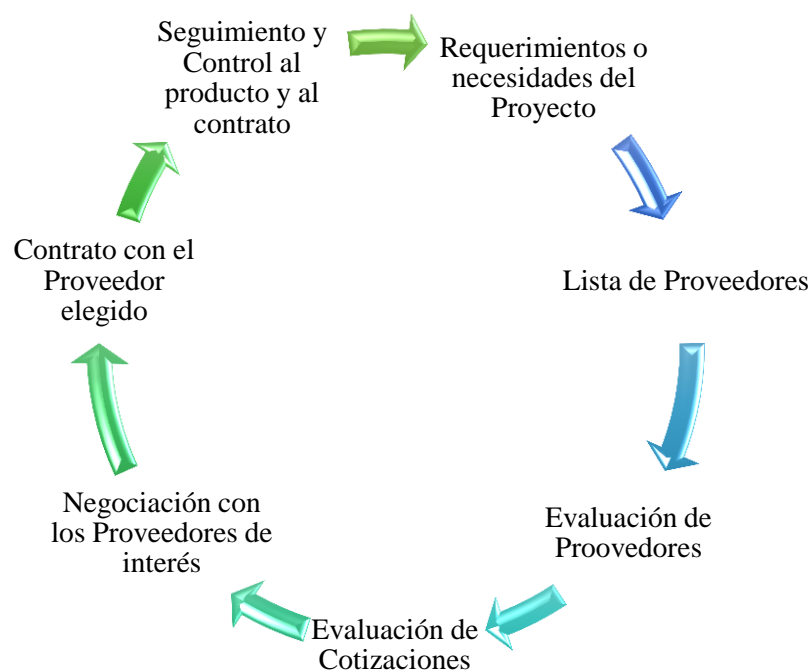 Seguimiento y
Control al
producto y al
contrato
Requerimientos o
necesidades del
Proyecto
Lista de Proveedores
Evaluación de
Proovedores
Evaluación de
Cotizaciones
Negociación con
los Proveedores de
interés
Contrato con el
Proveedor
elegido